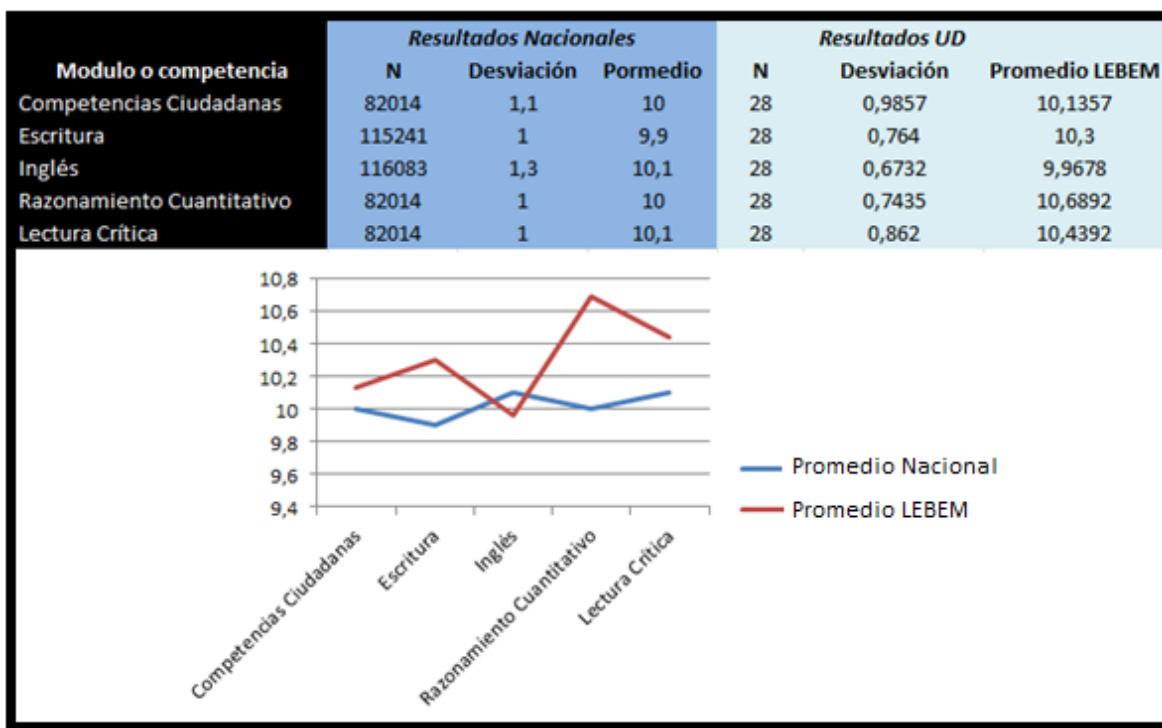 Resultados Nacionales Resultados UD
Modulo o competencia N Desviación Pormedio N Desviación Promedio LEBEM
Competencias Ciudadanas 82014 1,1 10 28 0,9857 10,1357
Escritura 115241 1 9,9 28 0,764 10,3
Inglés 116083 1,3 10,1 28 0,6732 9,9678
Razonamiento Cuantitativo 82014 1 10 28 0,7435 10,6892
Lectura Crítica 82014 1 10,1 28 0,862 10,4392
10,8
10,6
10,4
10,2
10
9,8
9,6
9,4
Competencias Ciudadanas
Escritura
Inglés
Razonamiento Cuantitativo
Lectura Crítica
Promedio Nacional
Promedio LEBEM